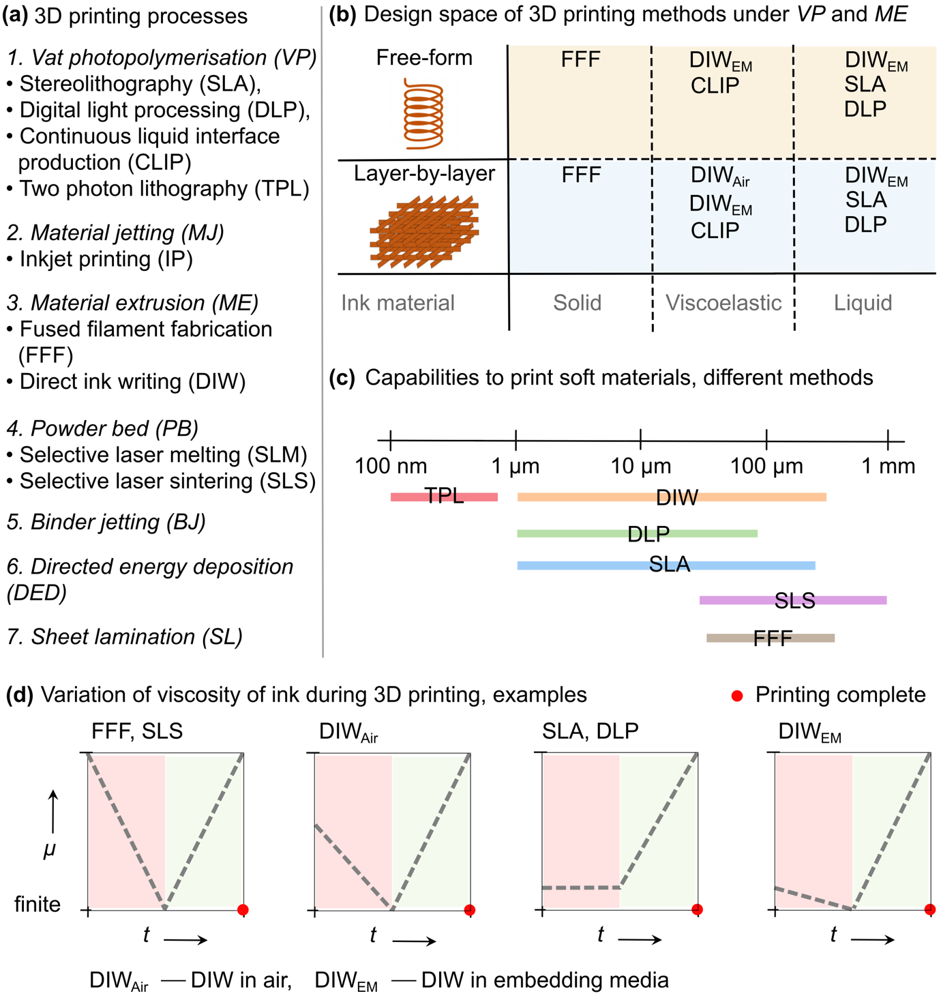 (a) 3D printing processes
1. Vat photopolymerisation (VP)
• Stereolithography (SLA),
• Digital light processing (DLP),
• Continuous liquid interface
production (CLIP)
• Two photon lithography (TPL)
2. Material jetting (MJ)
• Inkjet printing (IP)
3. Material extrusion (ME)
• Fused filament fabrication
(FFF)
• Direct ink writing (DIW)
4. Powder bed (PB)
• Selective laser melting (SLM)
• Selective laser sintering (SLS)
5. Binder jetting (BJ)
6. Directed energy deposition
(DED)
7. Sheet lamination (SL)
(b) Design space of 3D printing methods under VP and ME
Free-form
FFF
DIWEM
CLIP
DIWEM
SLA
DLP
Layer-by-layer
FFF
DIWAir
DIWEM
CLIP
DIWEM
SLA
DLP
Ink material Solid Viscoelastic Liquid
(c) Capabilities to print soft materials, different methods
100 nm 1 µm 10 µm 100 µm 1 mm
TPL DIW
DLP
SLA
SLS
FFF
(d) Variation of viscosity of ink during 3D printing, examples
Printing complete
FFF, SLS DIWAir SLA, DLP DIWEM
µ
finite
t t t t
DIWAir — DIW in air, DIWEM — DIW in embedding media